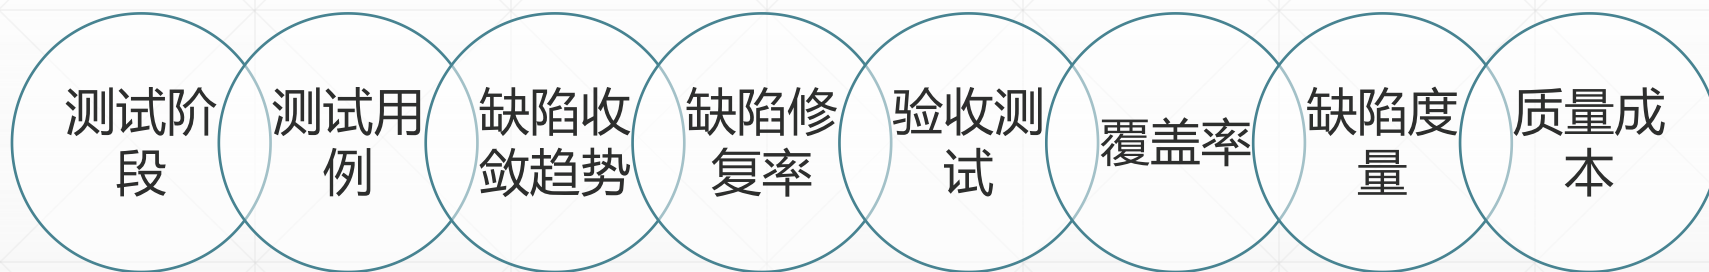 测试阶
段
测试用
例
缺陷收
敛趋势
缺陷修
复率
验收测
试
覆盖率
缺陷度
量
质量成
本